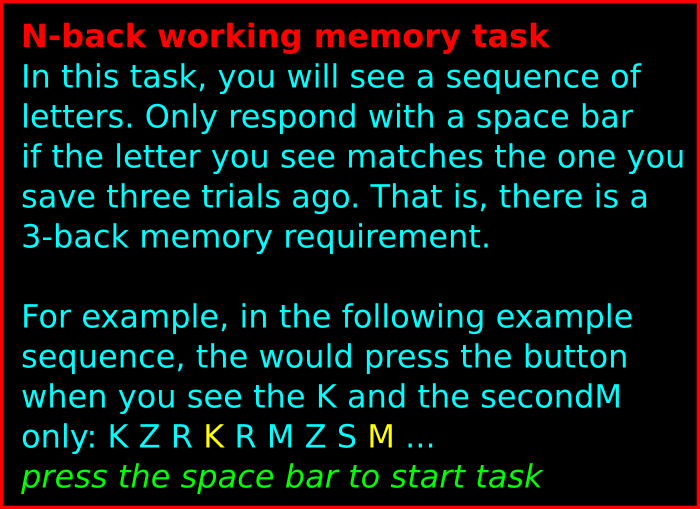 N-back working memory task
In this task, you will see a sequence of
letters. Only respond with a space bar
if the letter you see matches the one you
save three trials ago. That is, there is a
3-back memory requirement.
For example, in the following example
sequence, the would press the button
when you see the K and the secondM
only: K Z R K R M Z S M ...
press the space bar to start task